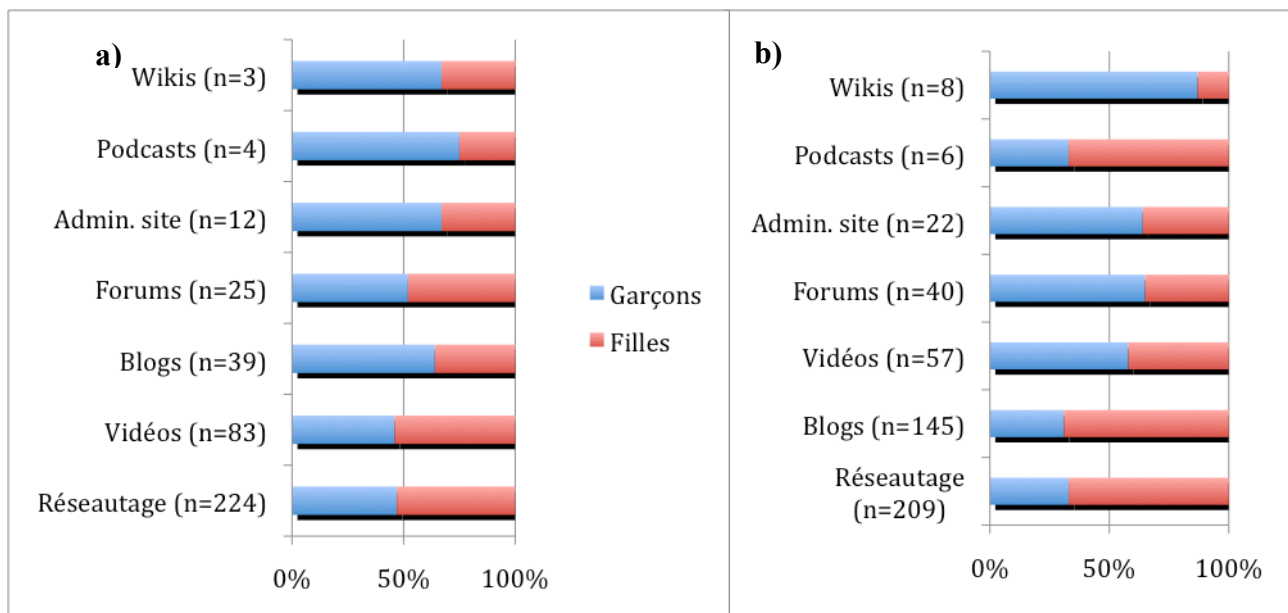 a)
Wikis (n=3)
Podcasts (n=4)
Admin. site (n=12)
Forums (n=25)
Blogs (n=39)
Vidéos (n=83)
Réseautage (n=224)
0% 50% 100%
Garçons
Filles
b)
Wikis (n=8)
Podcasts (n=6)
Admin. site (n=22)
Forums (n=40)
Vidéos (n=57)
Blogs (n=145)
Réseautage
(n=209)
0% 50% 100%